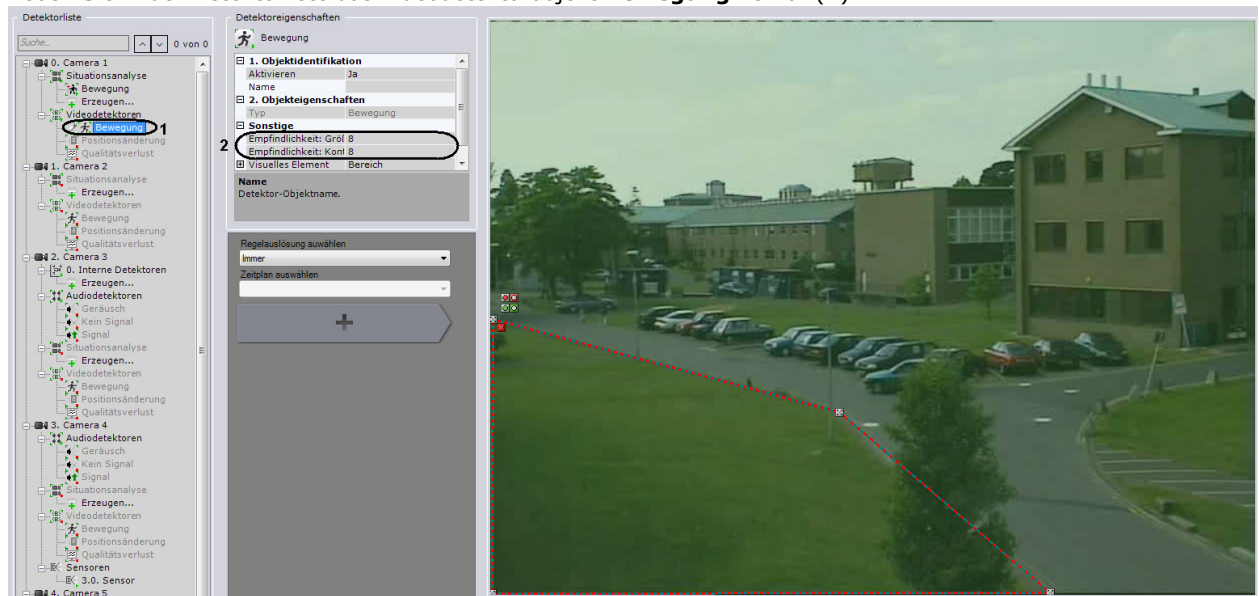 Detektorliste
Suche...
0 von 0
0. Camera 1
Situationsanalyse
Bewegung
Erzeugen...
Videodetektoren
Bewegung
1
Positionsänderung
Qualitätsverlust
1. Camera 2
Situationsanalyse
Erzeugen...
Videodetektoren
Bewegung
Positionsänderung
Qualitätsverlust
2. Camera 3
0. Interne Detektoren
Erzeugen...
Audiodetektoren
Geräusch
Kein Signal
Signal
Situationsanalyse
Erzeugen...
Videodetektoren
Bewegung
Positionsänderung
Qualitätsverlust
3. Camera 4
Audiodetektoren
Geräusch
Kein Signal
Signal
Situationsanalyse
Erzeugen...
Videodetektoren
Bewegung
Positionsänderung
Qualitätsverlust
Sensoren
3.0. Sensor
4. Camera 5
Detektoreigenschaften
Bewegung
1. Objektidentifikation
Aktivieren Ja
Name
2. Objekteigenschaften
Typ Bewegung
Sonstige
2
Empfindlichkeit: Größ 8
Empfindlichkeit: Kont 8
Visuelles Element Bereich
Name
Detektor-Objektname.
Regelauslösung auwählen
Immer
Zeitplan auswählen